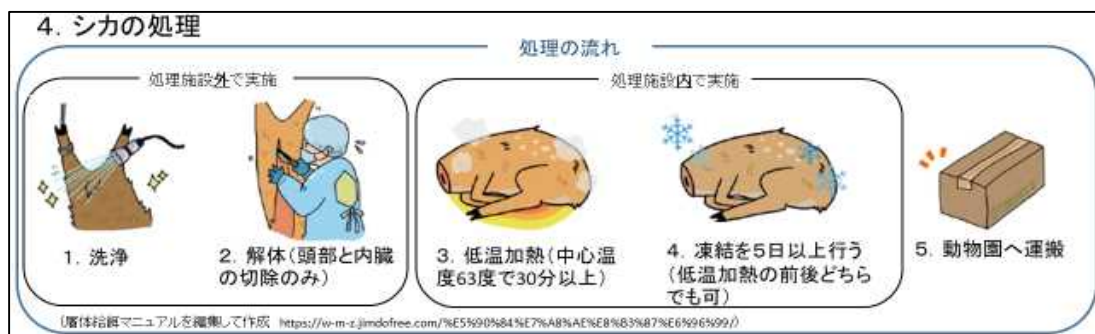 4．シカの処理
処理の流れ
処理施設外で実施
処理施設内で実施
1．洗浄
2．解体（頭部と内臓
の切除のみ）
3．低温加熱（中心温
度63度で30分以上）
4．凍結を5日以上行う
（低温加熱の前後どちら
でも可）
5．動物園へ運搬
（屠体給餌マニュアルを編集して作成 https://w-m-z.jimdofree.com/%E5%90%84%E7%A8%AE%E8%B3%87%E6%96%99/）